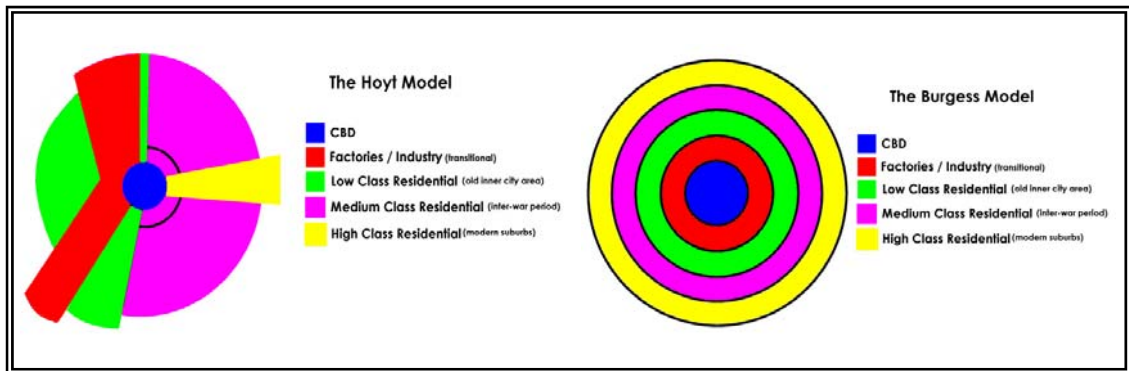 The Hoyt Model
CBD
Factories / Industry (transitional)
Low Class Residential (old inner city area)
Medium Class Residential (inter-war period)
High Class Residential (modern suburbs)
The Burgess Model
CBD
Factories / Industry (transitional)
Low Class Residential (old inner city area)
Medium Class Residential (inter-war period)
High Class Residential (modern suburbs)